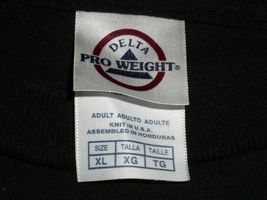 DELTA
PRO WEIGHT®
ADULT ADULTO ADULTE
KNIT IN U.S.A.
ASSEMBLED IN HONDURAS
SIZE TALLA TAILLE
XL XG TG